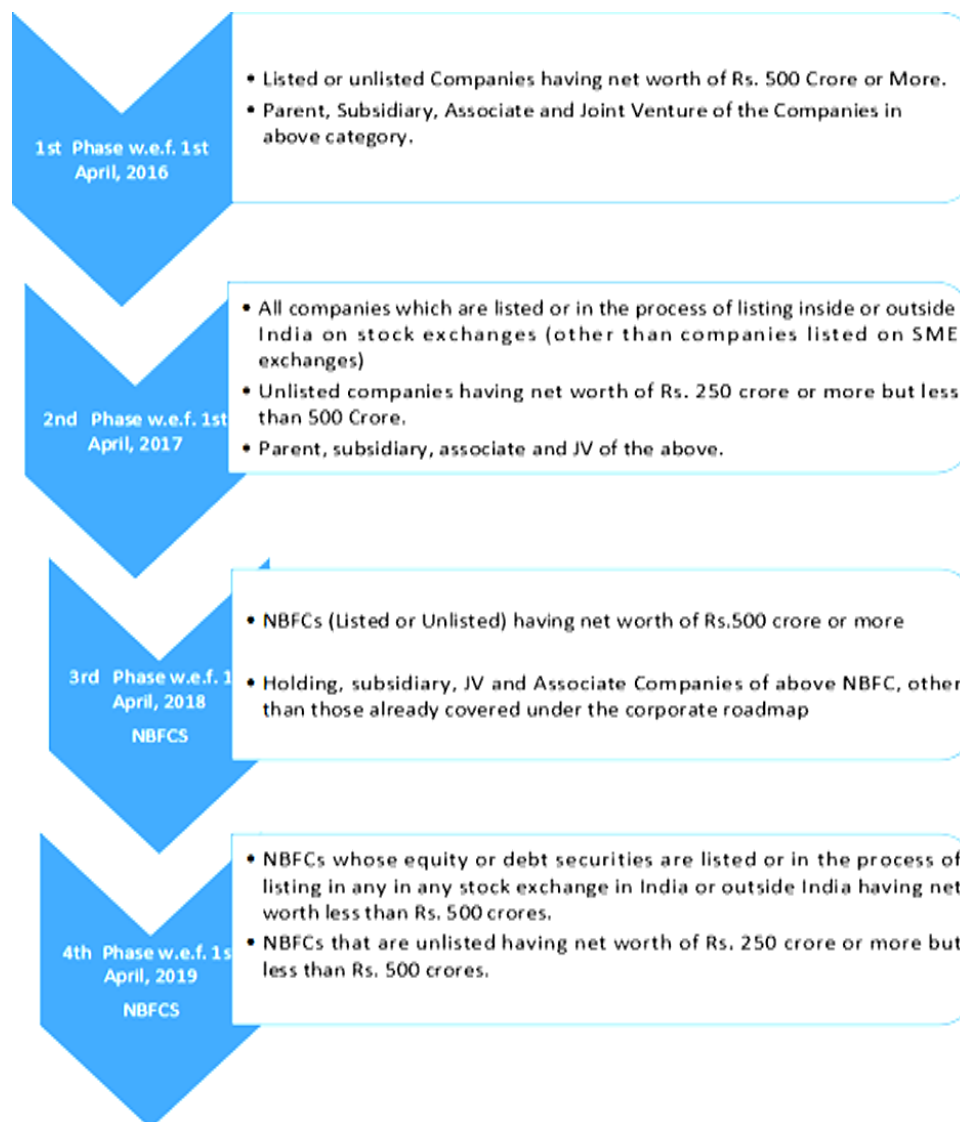 1st Phase w.e.f. 1st
April, 2016
• Listed or unlisted Companies having net worth of Rs. 500 Crore or More.
• Parent, Subsidiary, Associate and Joint Venture of the Companies in
above category.
2nd Phase w.e.f. 1st
April, 2017
• All companies which are listed or in the process of listing inside or outside
India on stock exchanges (other than companies listed on SME
exchanges)
• Unlisted companies having net worth of Rs. 250 crore or more but less
than 500 Crore.
• Parent, subsidiary, associate and JV of the above.
3rd Phase w.e.f. 1
April, 2018
NBFCS
• NBFCs (Listed or Unlisted) having net worth of Rs.500 crore or more
• Holding, subsidiary, JV and Associate Companies of above NBFC, other
than those already covered under the corporate roadmap
4th Phase w.e.f. 1s
April, 2019
NBFCS
• NBFCs whose equity or debt securities are listed or in the process of
listing in any in any stock exchange in India or outside India having net
worth less than Rs. 500 crores.
• NBFCs that are unlisted having net worth of Rs. 250 crore or more but
less than Rs. 500 crores.